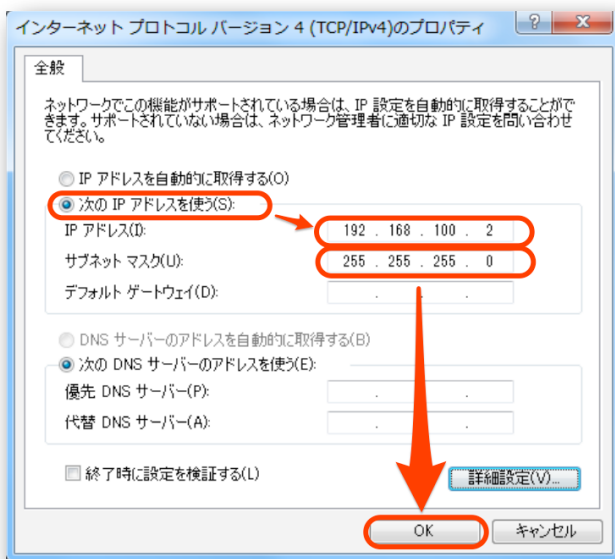 インターネット プロトコル バージョン 4 (TCP/IPv4)のプロパティ
全般
ネットワークでこの機能がサポートされている場合は、IP 設定を自動的に取得することがで
きます。サポートされていない場合は、ネットワーク管理者に適切な IP 設定を問い合わせ
てください。
IP アドレスを自動的に取得する(O)
次の IP アドレスを使う(S):
IP アドレス(I): 192 . 168 . 100 . 2
サブネット マスク(U): 255 . 255 . 255 . 0
デフォルト ゲートウェイ(D): . . .
DNS サーバーのアドレスを自動的に取得する(B)
次の DNS サーバーのアドレスを使う(E):
優先 DNS サーバー(P): . . .
代替 DNS サーバー(A): . . .
終了時に設定を検証する(L) 詳細設定(V)...
OK キャンセル